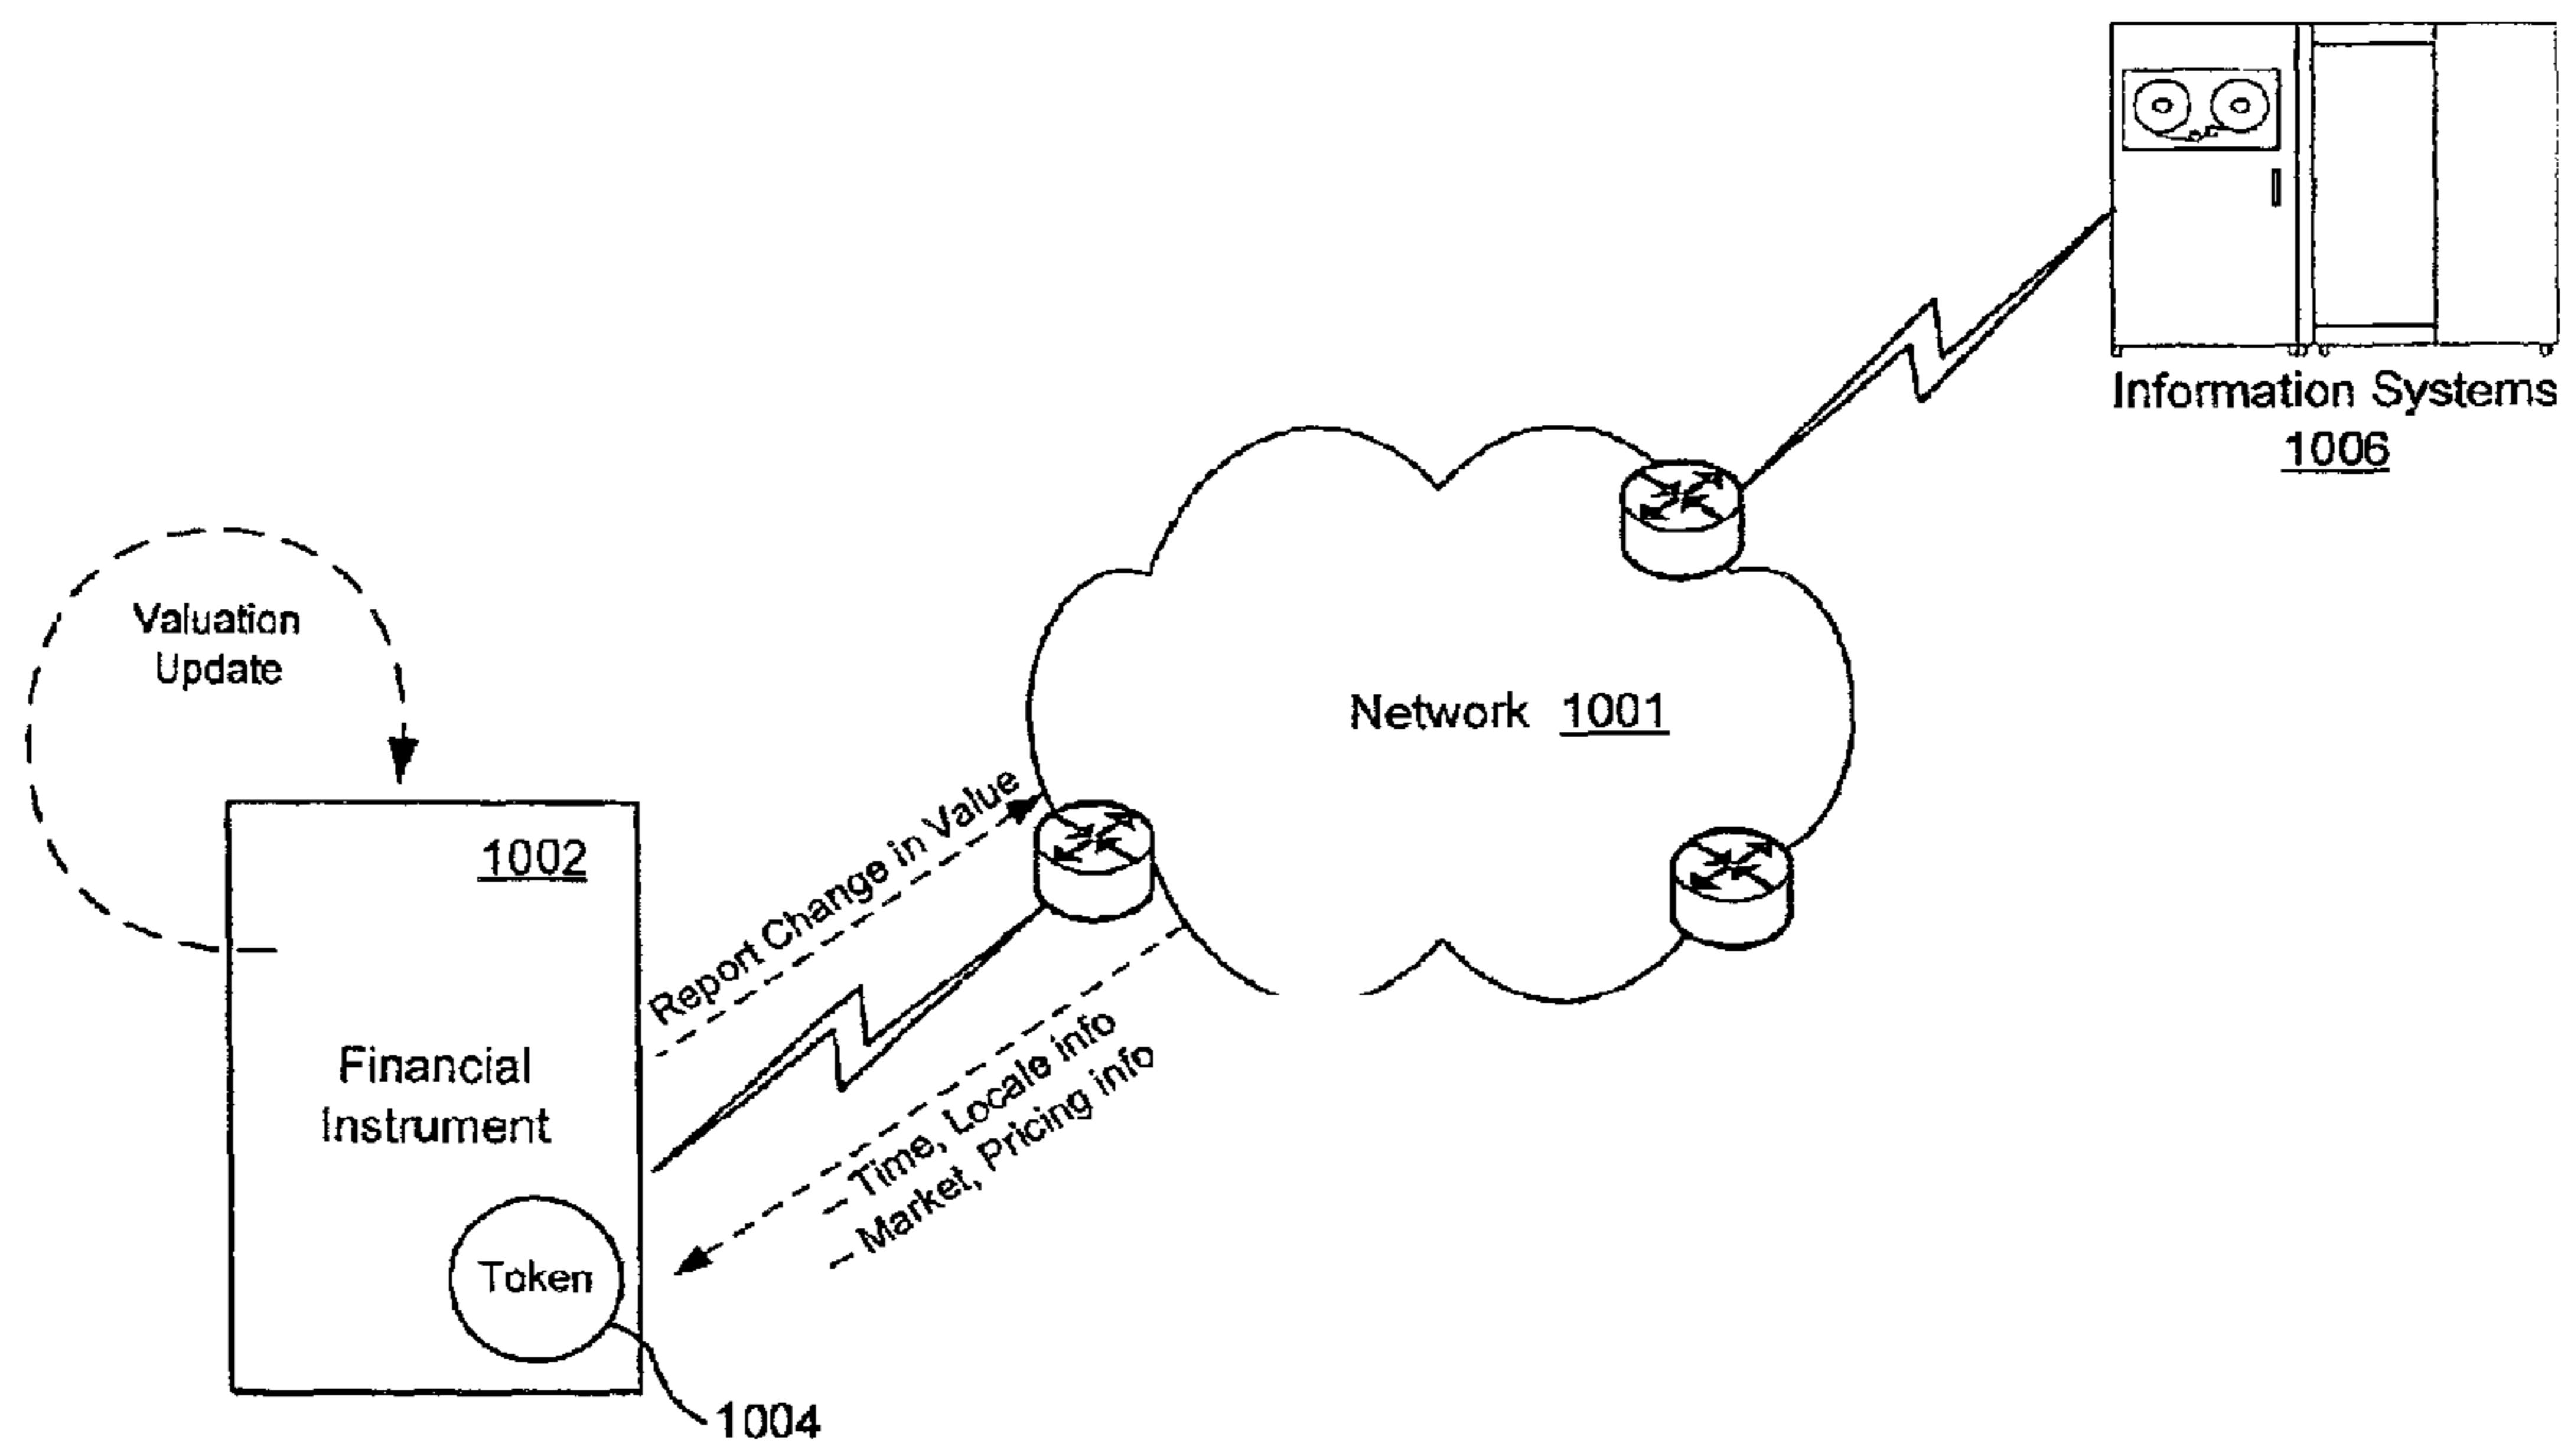 Information Systems
1006
Valuation
Update
Network 1001
1002
Report Change in Value
Financial
Instrument
– Time, Locale info
– Market, Pricing info
Token
1004